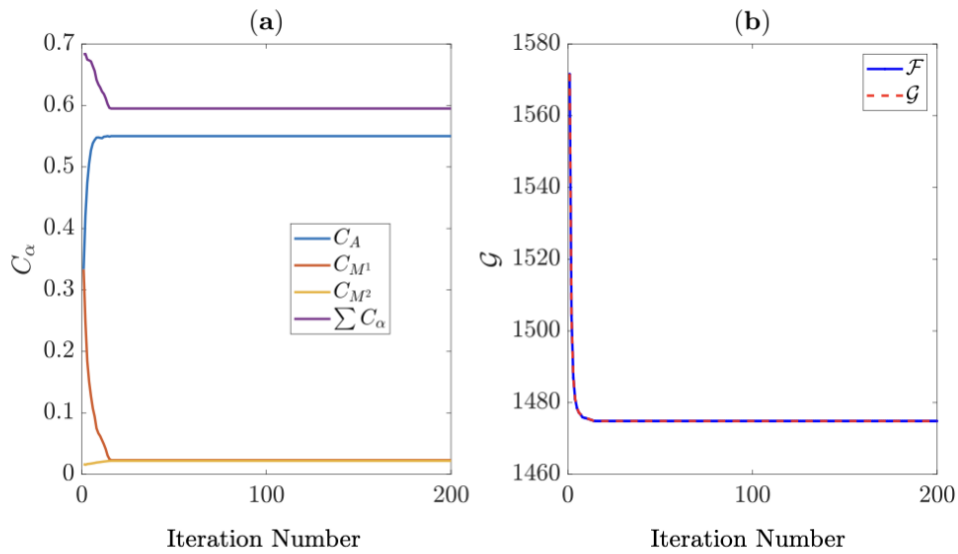 (a)
0.7
0.6
0.5
0.4
0.3
0.2
0.1
0
0
100
200
C_α
Iteration Number
C_A
C_{M^1}
C_{M^2}
∑ C_α
(b)
1580
1560
1540
1520
1500
1480
1460
0
100
200
𝒢
Iteration Number
ℱ
𝒢